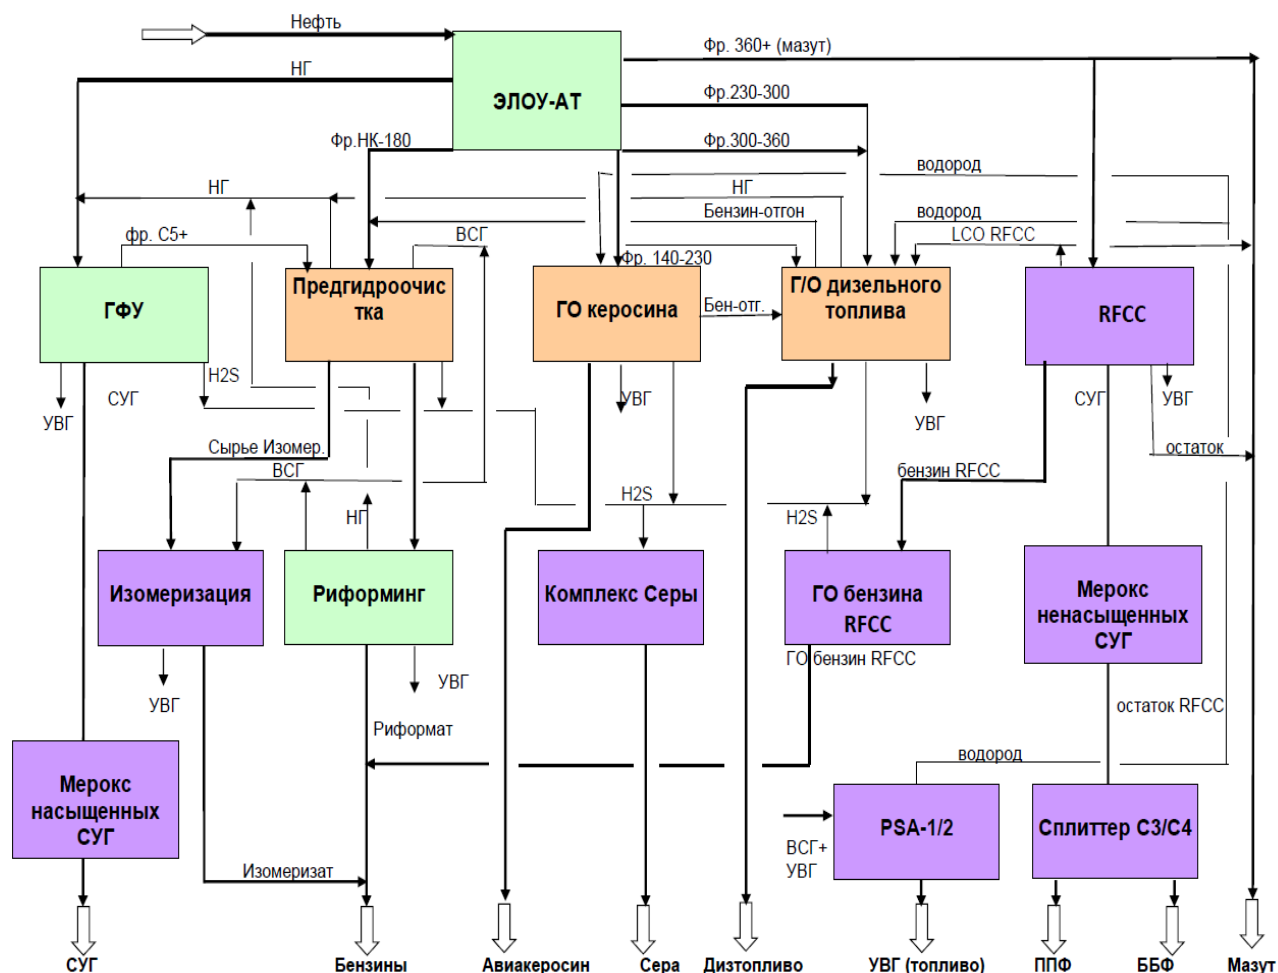 Нефть
Фр. 360+ (мазут)
НГ
ЭЛОУ-АТ
Фр.230-300
Фр.НК-180
Фр.300-360
водород
НГ
НГ
Бензин-отгон
водород
фр. С5+
ВСГ
LCO RFCC
Фр. 140-230
ГФУ
Предгидроочис
тка
ГО керосина
Г/О дизельного
топлива
RFCC
Бен-отг.
H2S
СУГ
УВГ
УВГ
УВГ
СУГ
УВГ
Сырье Изомер.
остаток
ВСГ
бензин RFCC
H2S
НГ
H2S
Изомеризация
Риформинг
Комплекс Серы
ГО бензина
RFCC
Мерокс
ненасыщенных
СУГ
ГО бензин RFCC
УВГ
УВГ
остаток RFCC
Риформат
водород
Мерокс
насыщенных
СУГ
PSA-1/2
Сплиттер С3/С4
ВСГ+
УВГ
Изомеризат
СУГ
Бензины
Авиакеросин
Сера
Дизтопливо
УВГ (топливо)
ППФ
ББФ
Мазут